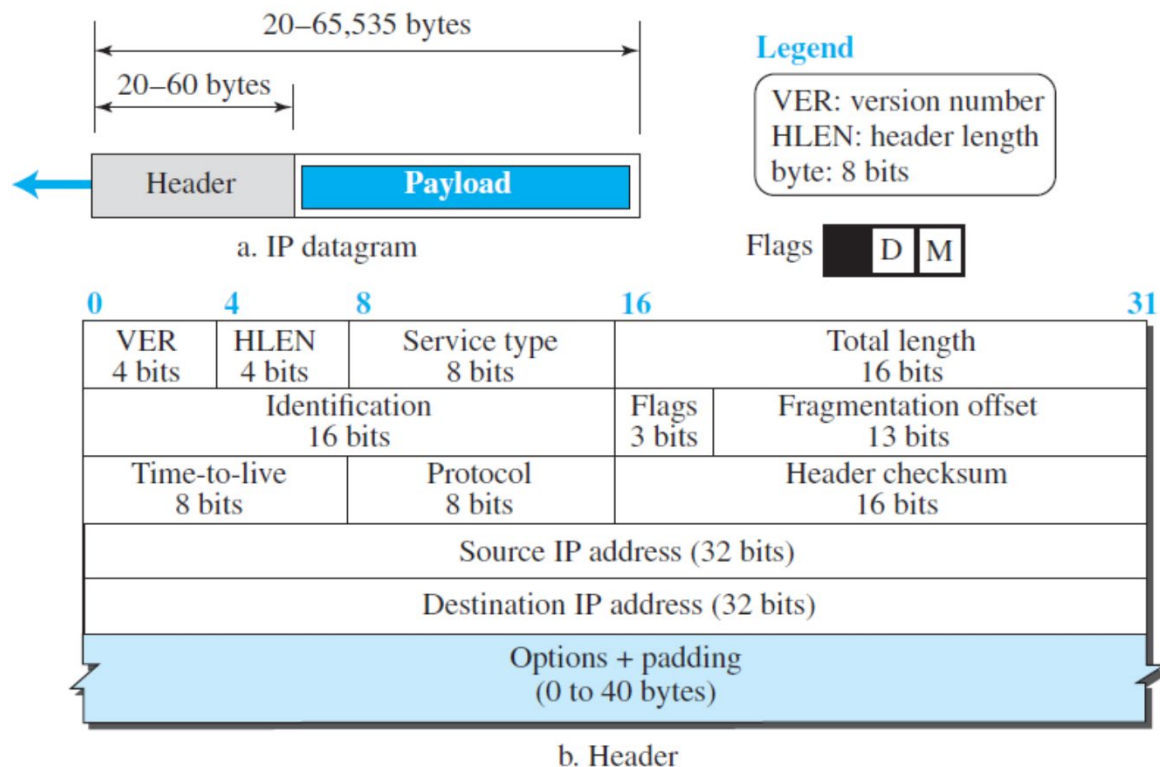 20–65,535 bytes
20–60 bytes
Header
Payload
a. IP datagram
Legend
VER: version number
HLEN: header length
byte: 8 bits
Flags D M
0 4 8 16 31
VER HLEN Service type Total length
4 bits 4 bits 8 bits 16 bits
Identification Flags Fragmentation offset
16 bits 3 bits 13 bits
Time-to-live Protocol Header checksum
8 bits 8 bits 16 bits
Source IP address (32 bits)
Destination IP address (32 bits)
Options + padding
(0 to 40 bytes)
b. Header